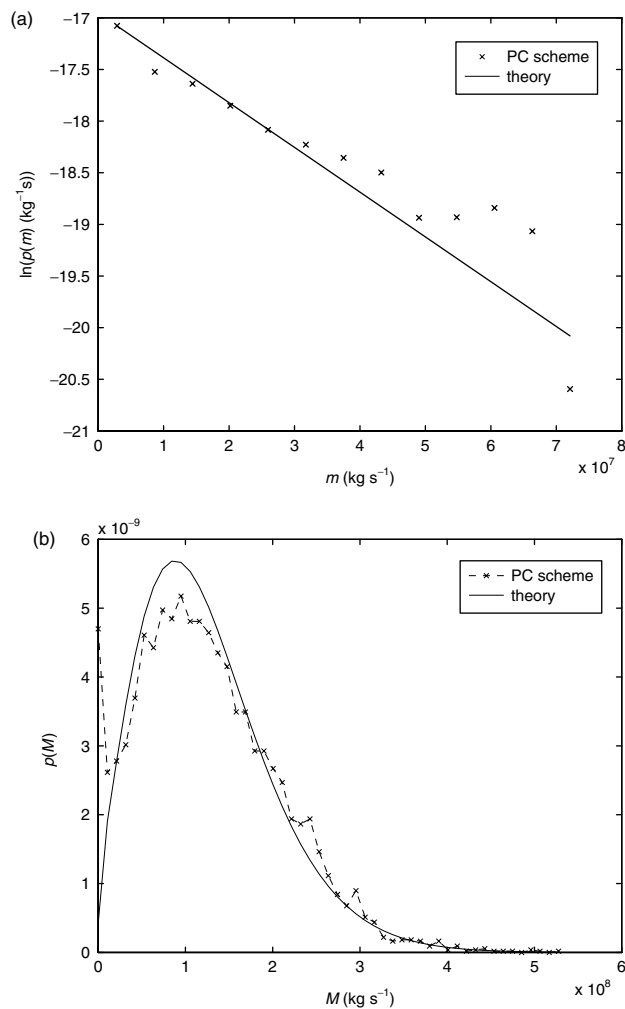 (a)
−17
−17.5
−18
−18.5
−19
−19.5
−20
−20.5
−21
ln(p(m) (kg⁻¹s))
× PC scheme
theory
0 1 2 3 4 5 6 7 8
x 10⁷
m (kg s⁻¹)
(b)
x 10⁻⁹
6
5
4
3
2
1
0
p(M)
PC scheme
theory
0 1 2 3 4 5 6
x 10⁸
M (kg s⁻¹)